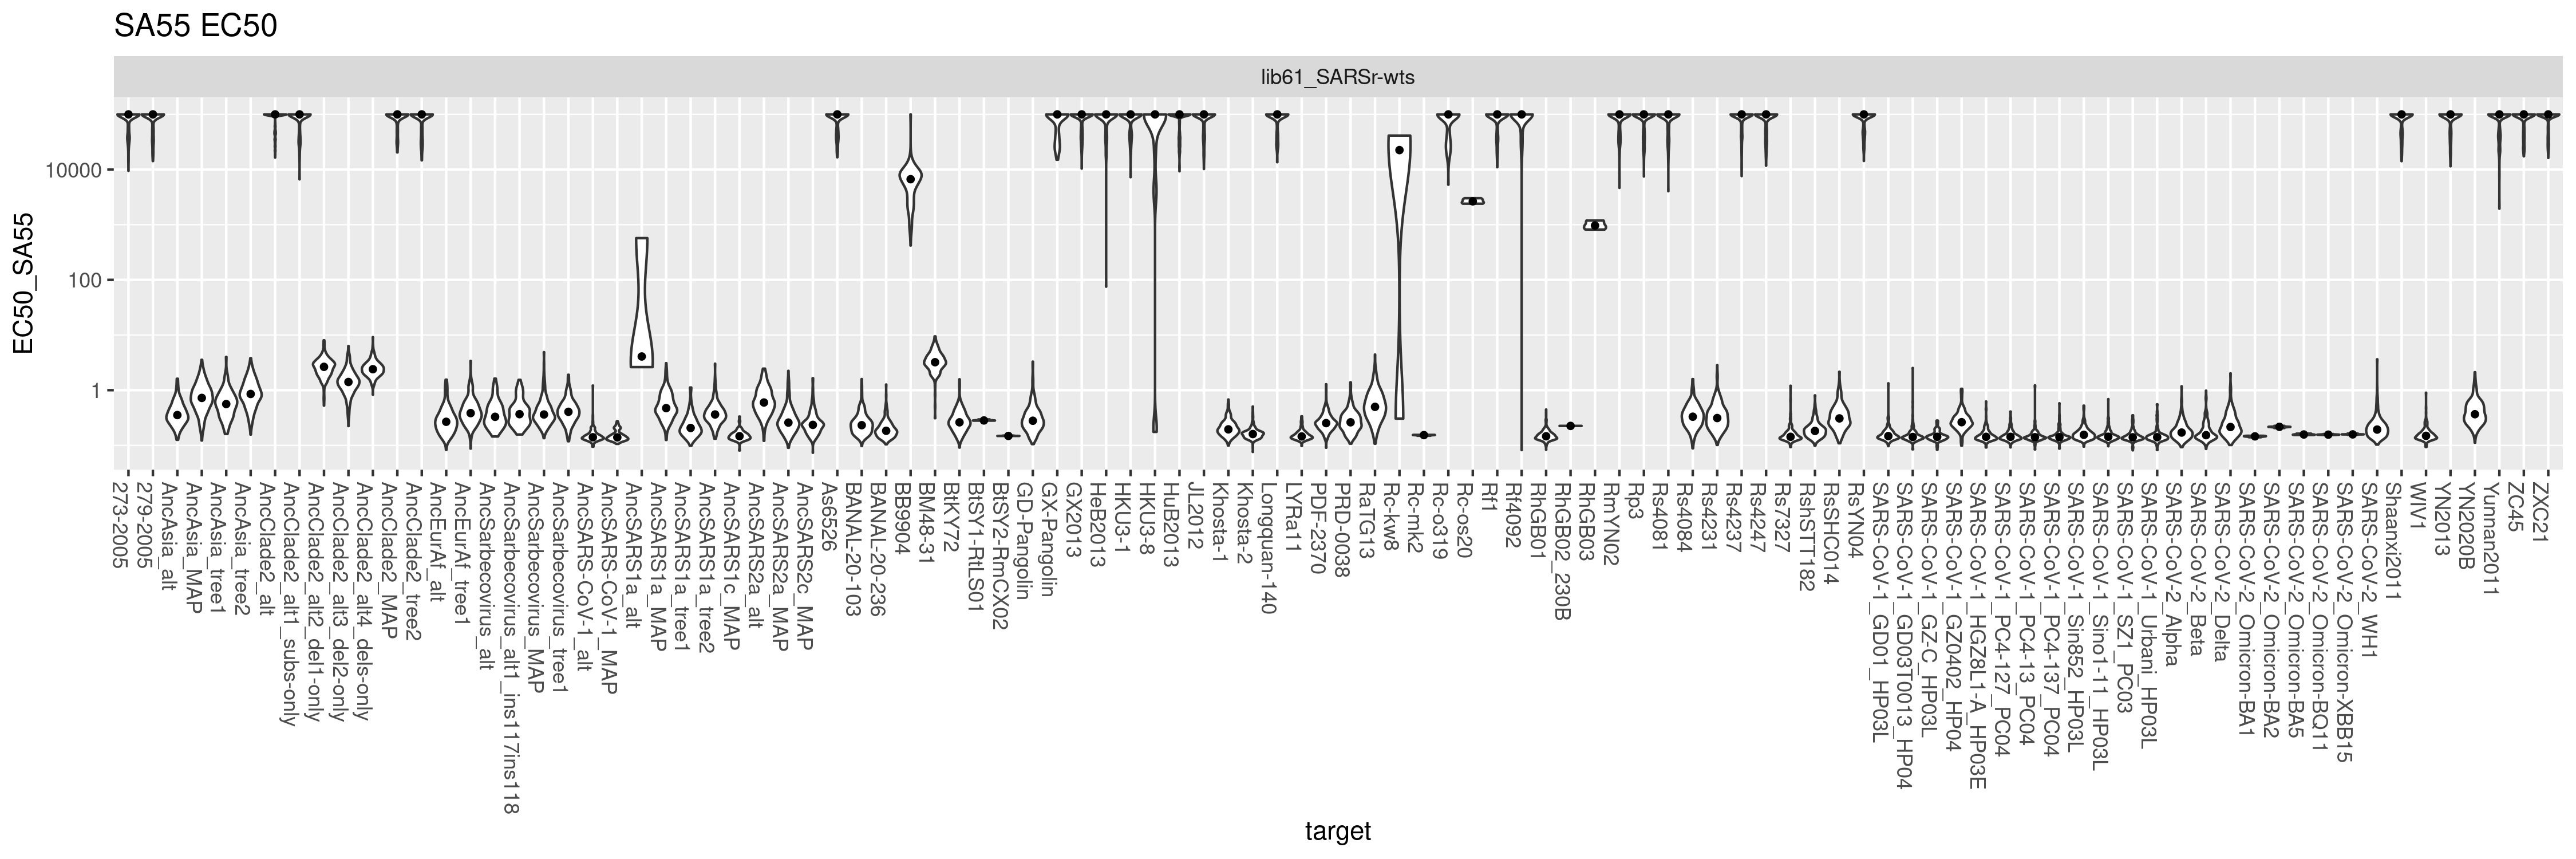 SA55 EC50
lib61_SARSr-wts
EC50_SA55
10000
100
1
273-2005
279-2005
AncAsia_alt
AncAsia_MAP
AncAsia_tree1
AncAsia_tree2
AncClade2_alt
AncClade2_alt1_subs-only
AncClade2_alt2_del1-only
AncClade2_alt3_del2-only
AncClade2_alt4_dels-only
AncClade2_MAP
AncClade2_tree2
AncEurAf_alt
AncEurAf_tree1
AncSarbecovirus_alt
AncSarbecovirus_alt1_ins117ins118
AncSarbecovirus_MAP
AncSarbecovirus_tree1
AncSARS-CoV-1_alt
AncSARS-CoV-1_MAP
AncSARS1a_alt
AncSARS1a_MAP
AncSARS1a_tree1
AncSARS1a_tree2
AncSARS1c_MAP
AncSARS2a_alt
AncSARS2a_MAP
AncSARS2c_MAP
As6526
BANAL-20-103
BANAL-20-236
BB9904
BM48-31
BtKY72
BtSY1-RtLS01
BtSY2-RmCX02
GD-Pangolin
GX-Pangolin
GX2013
HeB2013
HKU3-1
HKU3-8
HuB2013
JL2012
Khosta-1
Khosta-2
Longquan-140
LYRa11
PDF-2370
PRD-0038
RaTG13
Rc-kw8
Rc-mk2
Rc-o319
Rc-os20
Rf1
Rf4092
RhGB01
RhGB02_230B
RhGB03
RmYN02
Rp3
Rs4081
Rs4084
Rs4231
Rs4237
Rs4247
Rs7327
RshSTT182
RsSHC014
RsYN04
SARS-CoV-1_GD01_HP03L
SARS-CoV-1_GD03T0013_HP04
SARS-CoV-1_GZ-C_HP03L
SARS-CoV-1_GZ0402_HP04
SARS-CoV-1_HGZ8L1-A_HP03E
SARS-CoV-1_PC4-127_PC04
SARS-CoV-1_PC4-13_PC04
SARS-CoV-1_PC4-137_PC04
SARS-CoV-1_Sin852_HP03L
SARS-CoV-1_Sino1-11_HP03L
SARS-CoV-1_SZ1_PC03
SARS-CoV-1_Urbani_HP03L
SARS-CoV-2_Alpha
SARS-CoV-2_Beta
SARS-CoV-2_Delta
SARS-CoV-2_Omicron-BA1
SARS-CoV-2_Omicron-BA2
SARS-CoV-2_Omicron-BA5
SARS-CoV-2_Omicron-BQ11
SARS-CoV-2_Omicron-XBB15
SARS-CoV-2_WH1
Shaanxi2011
WIV1
YN2013
YN2020B
Yunnan2011
ZC45
ZXC21
target